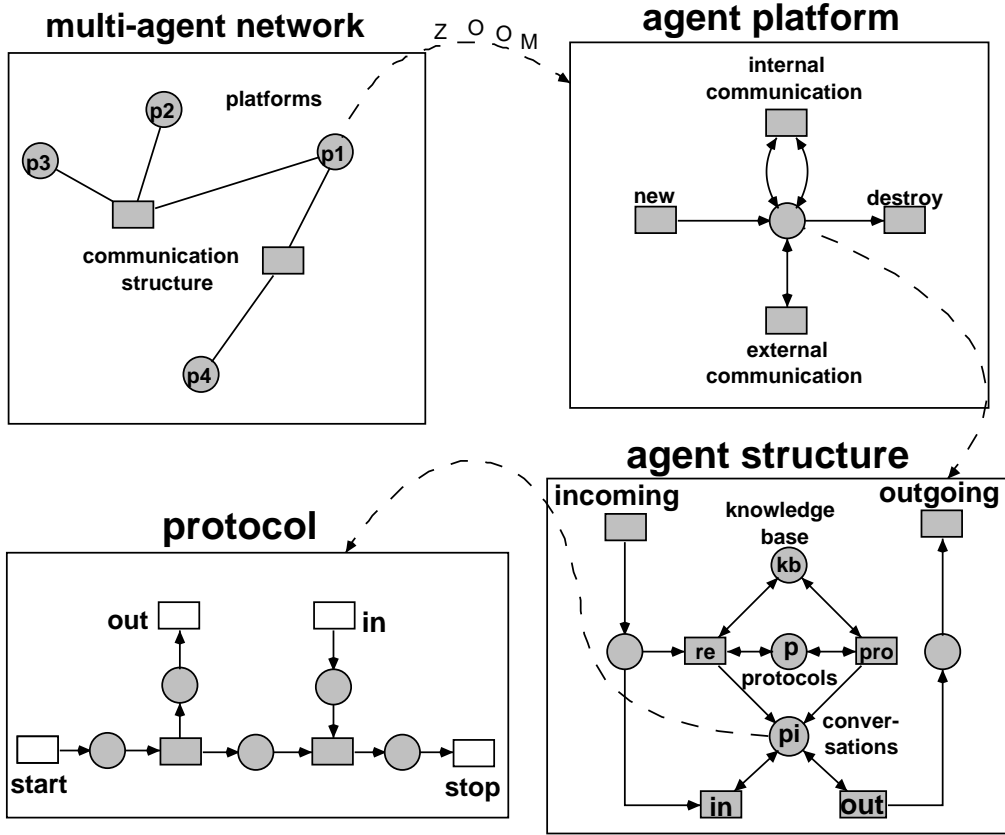 multi-agent network
Z O O M
agent platform
platforms
p2
p3
p1
communication
structure
p4
internal
communication
new
destroy
external
communication
protocol
out
in
start
stop
agent structure
incoming
outgoing
knowledge
base
kb
re
p
pro
protocols
pi
conver-
sations
in
out